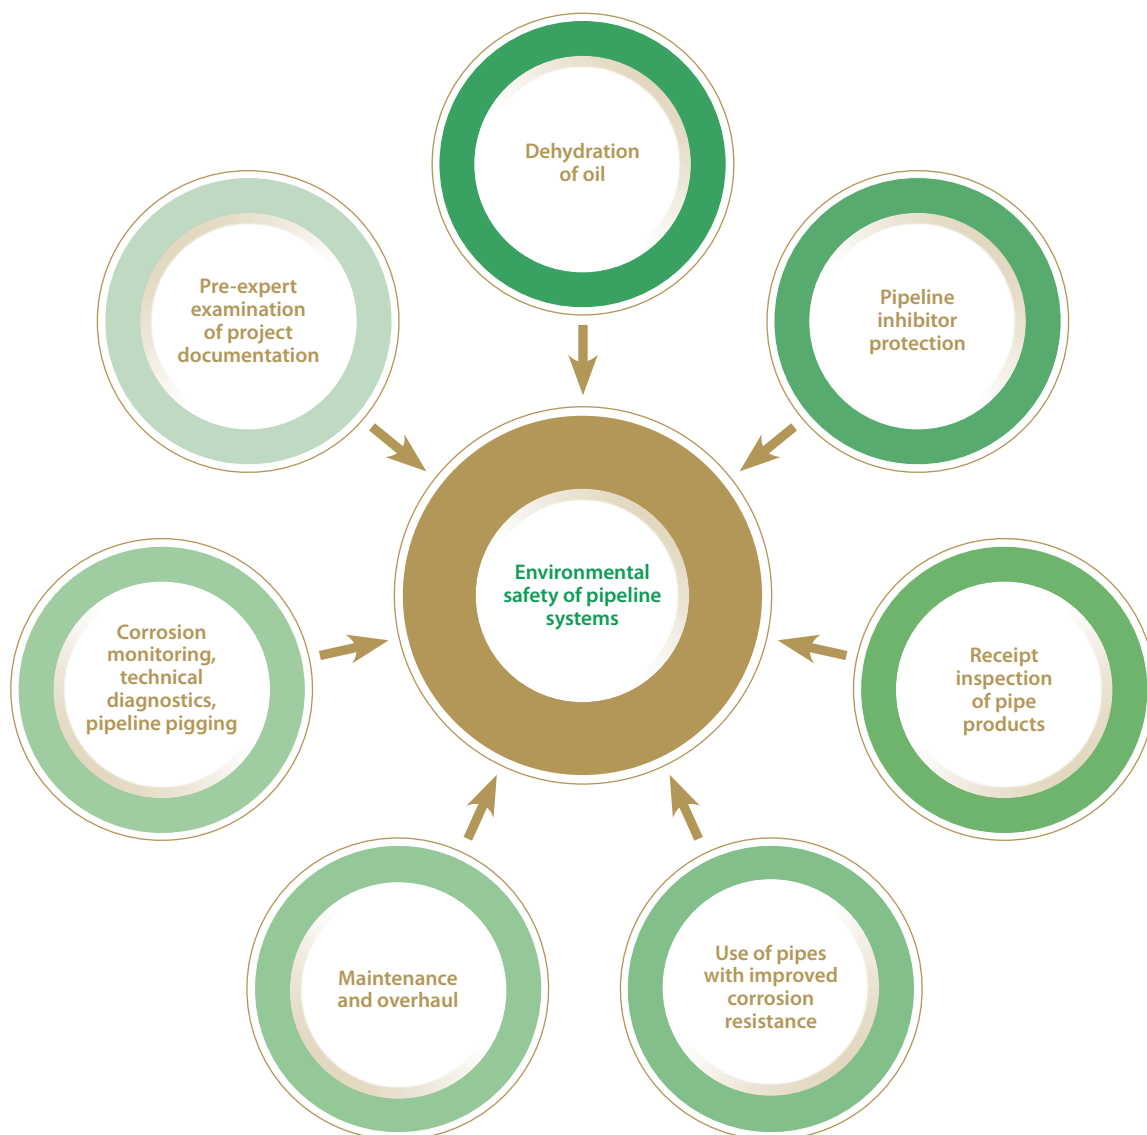 Dehydration
of oil
Pre-expert
examination
of project
documentation
Pipeline
inhibitor
protection
Environmental
safety of pipeline
systems
Corrosion
monitoring,
technical
diagnostics,
pipeline pigging
Receipt
inspection
of pipe
products
Maintenance
and overhaul
Use of pipes
with improved
corrosion
resistance